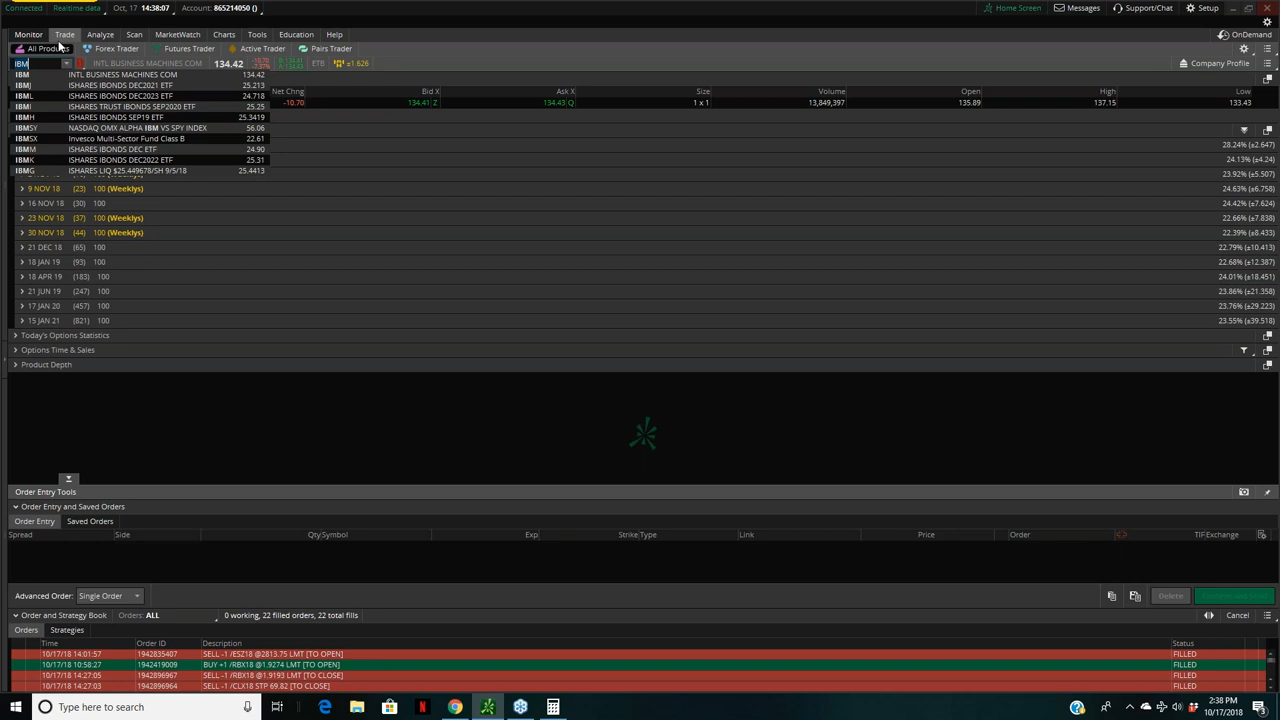 Connected Realtime data Oct, 17 14:38:07 Account: 865214050 () Home Screen Messages Support/Chat Setup
Monitor Trade Analyze Scan MarketWatch Charts Tools Education Help OnDemand
All Products Forex Trader Futures Trader Active Trader Pairs Trader
IBM INTL BUSINESS MACHINES COM 134.42 -10.70 -7.37% B: 134.41 A: 134.43 ETB ±1.626 Company Profile
IBM INTL BUSINESS MACHINES COM 134.42
IBMJ ISHARES IBONDS DEC2021 ETF 25.213
Net Chng Bid X Ask X Size Volume Open High Low
IBML ISHARES IBONDS DEC2023 ETF 24.718
-10.70 134.41 Z 134.43 Q 1 x 1 13,849,397 135.89 137.15 133.43
IBMI ISHARES TRUST IBONDS SEP2020 ETF 25.25
IBMH ISHARES IBONDS SEP19 ETF 25.3419
IBMSY NASDAQ OMX ALPHA IBM VS SPY INDEX 56.06
IBMSX Invesco Multi-Sector Fund Class B 22.61
28.24% (±2.647)
IBMM ISHARES IBONDS DEC ETF 24.90
IBMK ISHARES IBONDS DEC2022 ETF 25.31
24.13% (±4.24)
IBMG ISHARES LIQ $25.449678/SH 9/5/18 25.4413
23.92% (±5.507)
9 NOV 18 (23) 100 (Weeklys) 24.63% (±6.758)
16 NOV 18 (30) 100 24.42% (±7.624)
23 NOV 18 (37) 100 (Weeklys) 22.66% (±7.838)
30 NOV 18 (44) 100 (Weeklys) 22.39% (±8.433)
21 DEC 18 (65) 100 22.79% (±10.413)
18 JAN 19 (93) 100 22.68% (±12.387)
18 APR 19 (183) 100 24.01% (±18.451)
21 JUN 19 (247) 100 23.86% (±21.358)
17 JAN 20 (457) 100 23.76% (±29.223)
15 JAN 21 (821) 100 23.55% (±39.518)
Today's Options Statistics
Options Time & Sales
Product Depth
Order Entry Tools
Order Entry and Saved Orders
Order Entry Saved Orders
Spread Side Qty Symbol Exp Strike Type Link Price Order TIF Exchange
Advanced Order: Single Order Delete
Order and Strategy Book Orders: ALL 0 working, 22 filled orders, 22 total fills Cancel
Orders Strategies
Time Order ID Description Status
10/17/18 14:01:57 1942835407 SELL -1 /ESZ18 @2813.75 LMT [TO OPEN] FILLED
10/17/18 10:58:27 1942419009 BUY +1 /RBX18 @1.9274 LMT [TO OPEN] FILLED
10/17/18 14:27:05 1942896967 SELL -1 /RBX18 @1.9193 LMT [TO CLOSE] FILLED
10/17/18 14:27:03 1942896964 SELL -1 /CLX18 STP 69.82 [TO CLOSE] FILLED
Type here to search 2:38 PM
10/17/2018